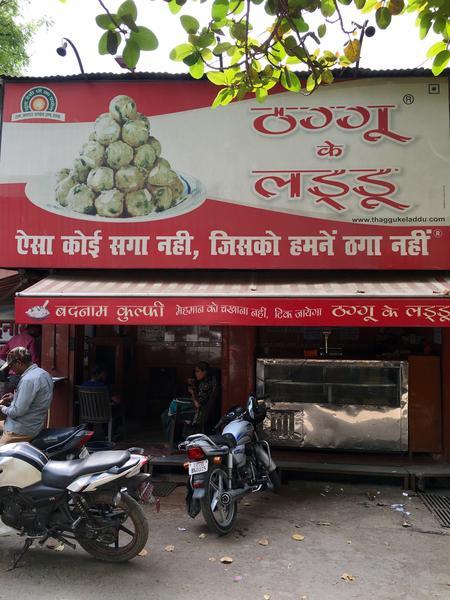 ठग्गू ®
के
लड्डू
www.thaggukeladdu.com
ऐसा कोई सगा नही, जिसको हमनें ठगा नहीं ®
बदनाम कुल्फी मेहमान को चखाना नहीं, टिक जायेगा ठग्गू के लड्डू